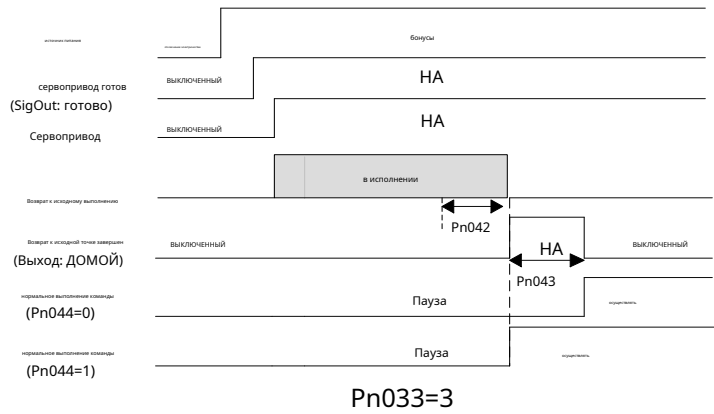 источник питания
отключение электричества
бонусы
сервопривод готов
ВЫКЛЮЧЕННЫЙ
НА
(SigOut: готово)
Сервопривод
ВЫКЛЮЧЕННЫЙ
НА
в исполнении
Возврат к исходному выполнению
Pn042
Возврат к исходной точке завершен
ВЫКЛЮЧЕННЫЙ
НА
ВЫКЛЮЧЕННЫЙ
(Выход: ДОМОЙ)
Pn043
нормальное выполнение команды
Пауза
осуществлять
(Pn044=0)
нормальное выполнение команды
Пауза
осуществлять
(Pn044=1)
Pn033=3